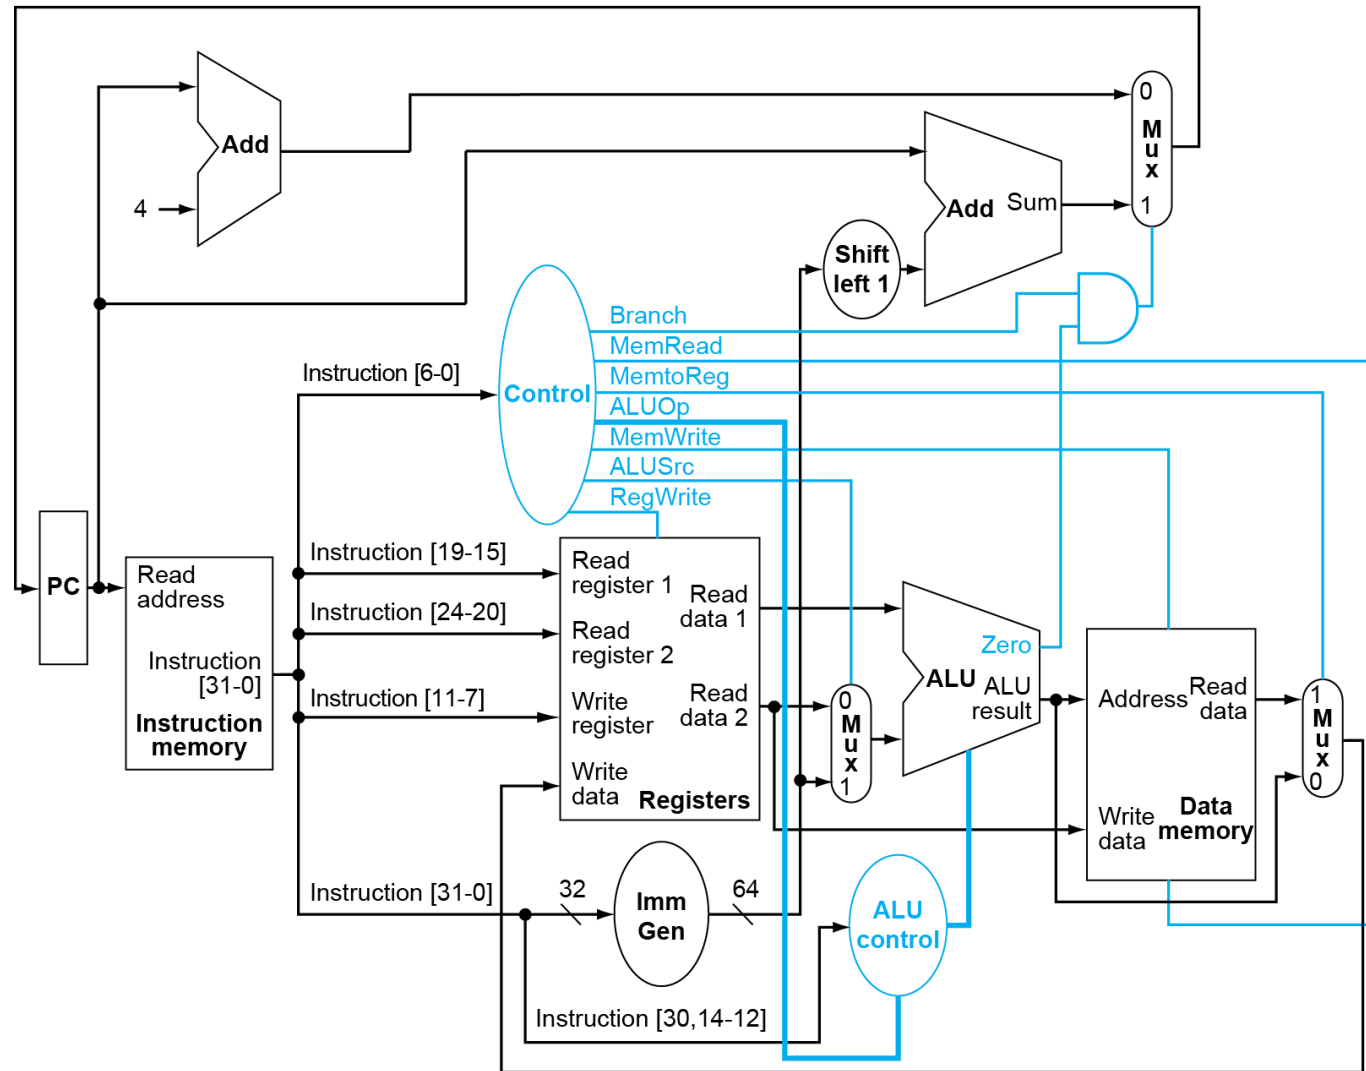 0
M
u
x
1
Add
4
Add Sum
Shift
left 1
Branch
MemRead
MemtoReg
ALUOp
MemWrite
ALUSrc
RegWrite
Instruction [6-0]
Control
PC
Read
address
Instruction
[31-0]
Instruction
memory
Instruction [19-15]
Instruction [24-20]
Instruction [11-7]
Read
register 1
Read
register 2
Write
register
Write
data
Read
data 1
Read
data 2
Registers
0
M
u
x
1
Zero
ALU
ALU
result
Address
Read
data
Write
data
Data
memory
1
M
u
x
0
Instruction [31-0]
32
Imm
Gen
64
ALU
control
Instruction [30,14-12]